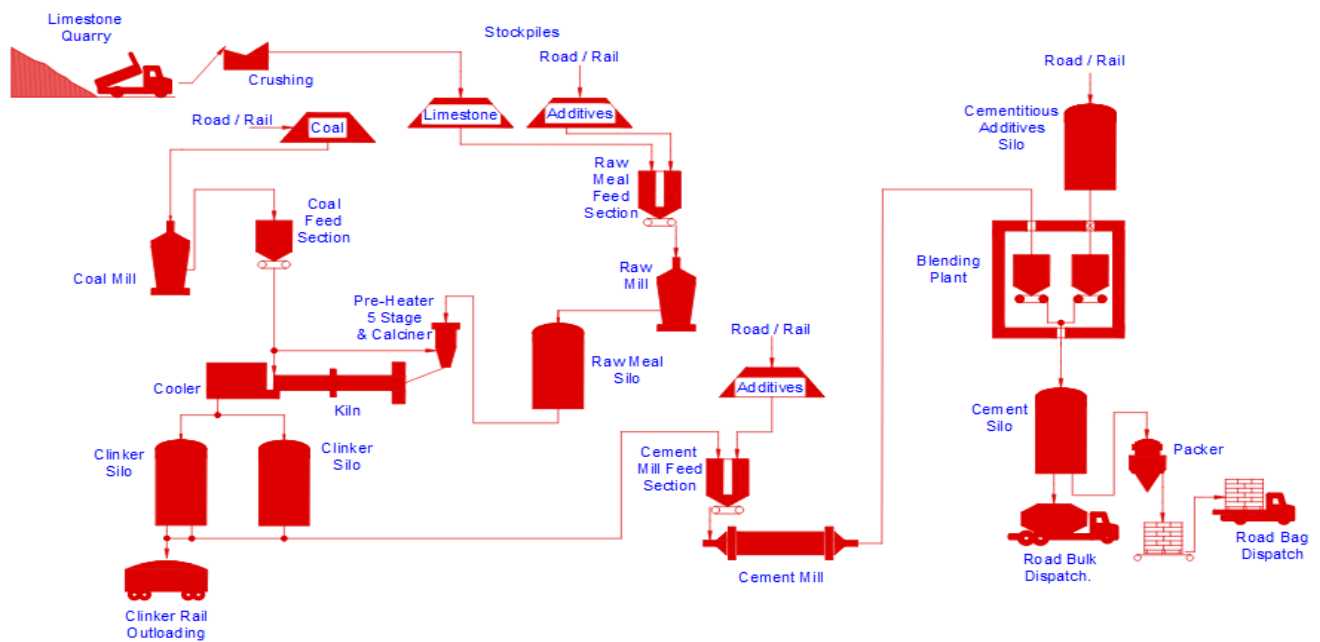 Limestone
Quarry
Crushing
Stockpiles
Road / Rail
Road / Rail
Coal
Limestone
Additives
Road / Rail
Cementitious
Additives
Silo
Raw
Meal
Feed
Section
Coal
Feed
Section
Coal Mill
Raw
Mill
Blending
Plant
Pre-Heater
5 Stage
& Calciner
Road / Rail
Raw Meal
Silo
Cooler
Kiln
Additives
Cement
Silo
Clinker
Silo
Clinker
Silo
Cement
Mill Feed
Section
Packer
Cement Mill
Road Bulk
Dispatch.
Road Bag
Dispatch
Clinker Rail
Outloading